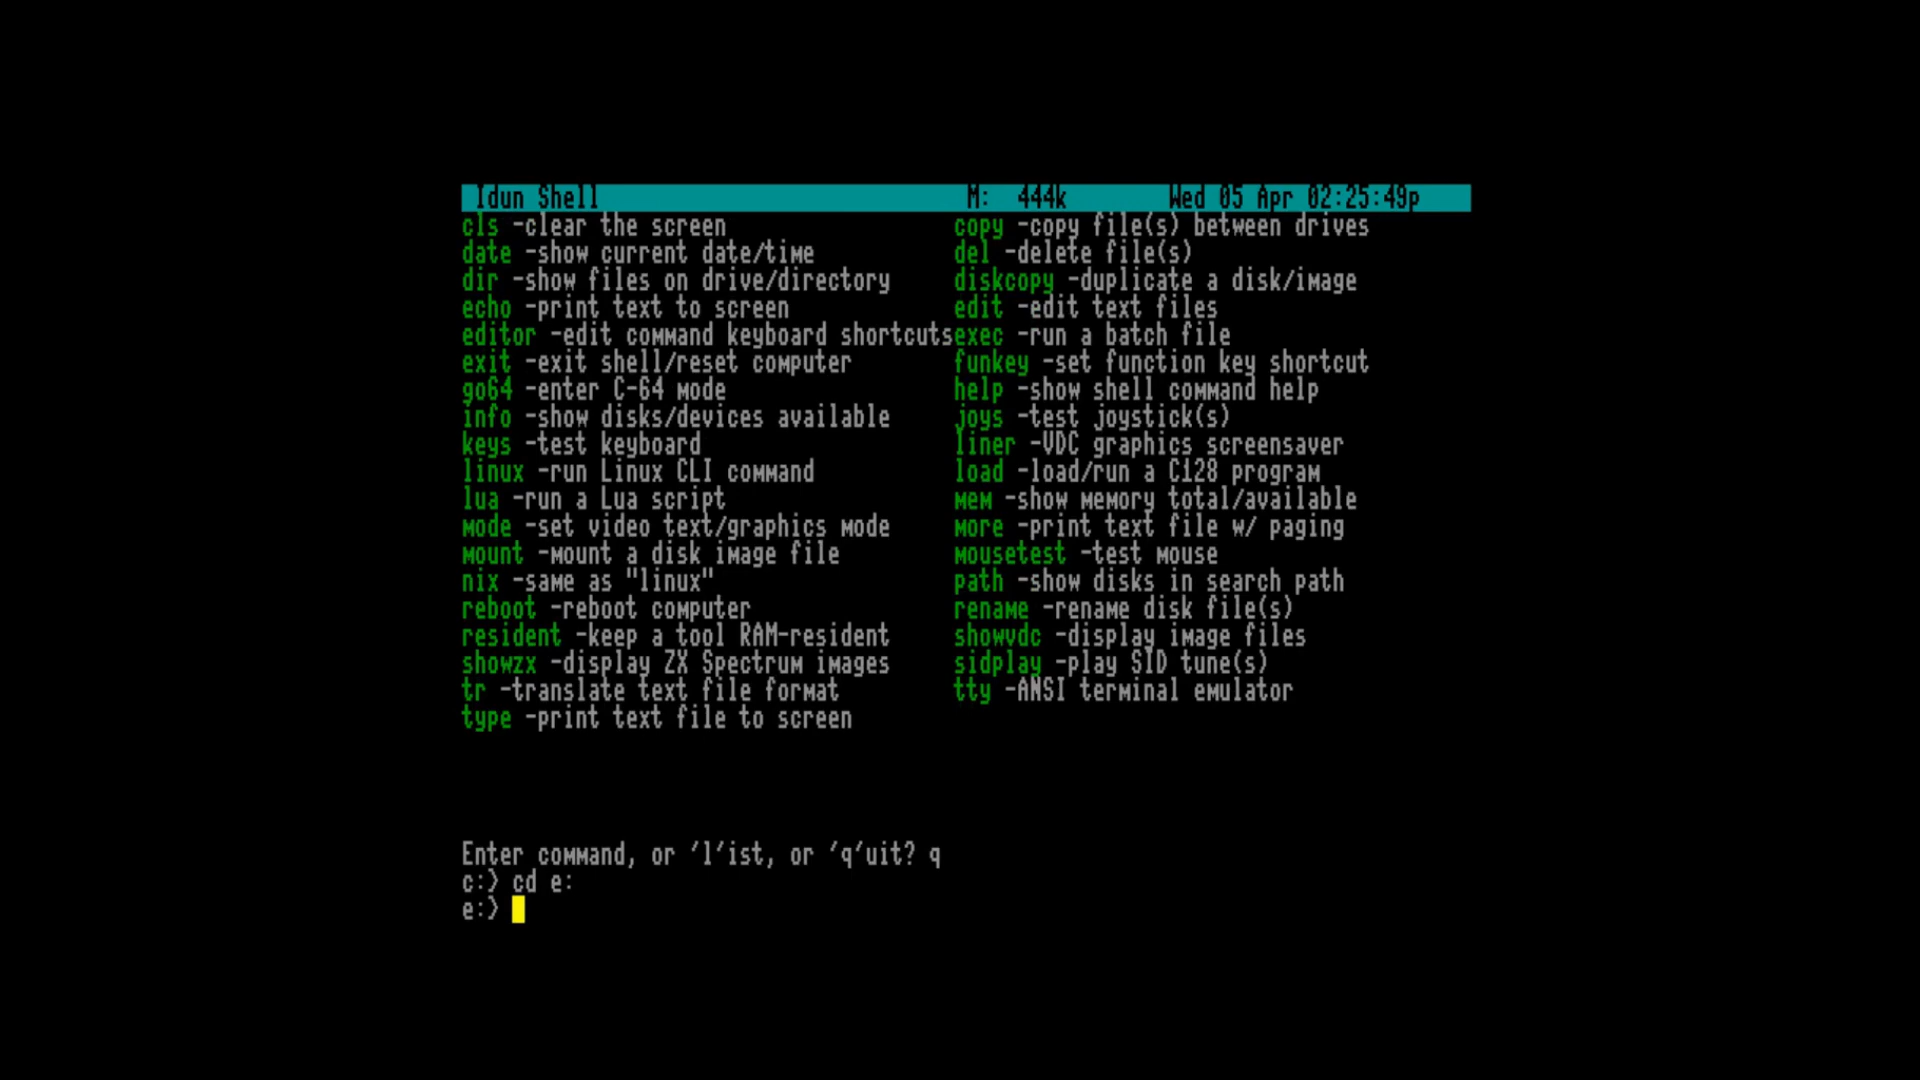 Idun Shell M: 444k Wed 05 Apr 02:25:49p
cls -clear the screen copy -copy file(s) between drives
date -show current date/time del -delete file(s)
dir -show files on drive/directory diskcopy -duplicate a disk/image
echo -print text to screen edit -edit text files
editor -edit command keyboard shortcutsexec -run a batch file
exit -exit shell/reset computer funkey -set function key shortcut
go64 -enter C-64 mode help -show shell command help
info -show disks/devices available joys -test joystick(s)
keys -test keyboard liner -VDC graphics screensaver
linux -run Linux CLI command load -load/run a C128 program
lua -run a Lua script mem -show memory total/available
mode -set video text/graphics mode more -print text file w/ paging
mount -mount a disk image file mousetest -test mouse
nix -same as "linux" path -show disks in search path
reboot -reboot computer rename -rename disk file(s)
resident -keep a tool RAM-resident showvdc -display image files
showzx -display ZX Spectrum images sidplay -play SID tune(s)
tr -translate text file format tty -ANSI terminal emulator
type -print text file to screen
Enter command, or 'l'ist, or 'q'uit? q
c:> cd e:
e:>